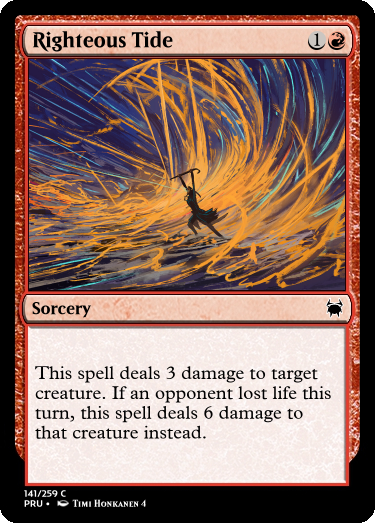 Righteous Tide 1
Sorcery
This spell deals 3 damage to target
creature. If an opponent lost life this
turn, this spell deals 6 damage to
that creature instead.
141/259 C
PRU • Timi Honkanen 4